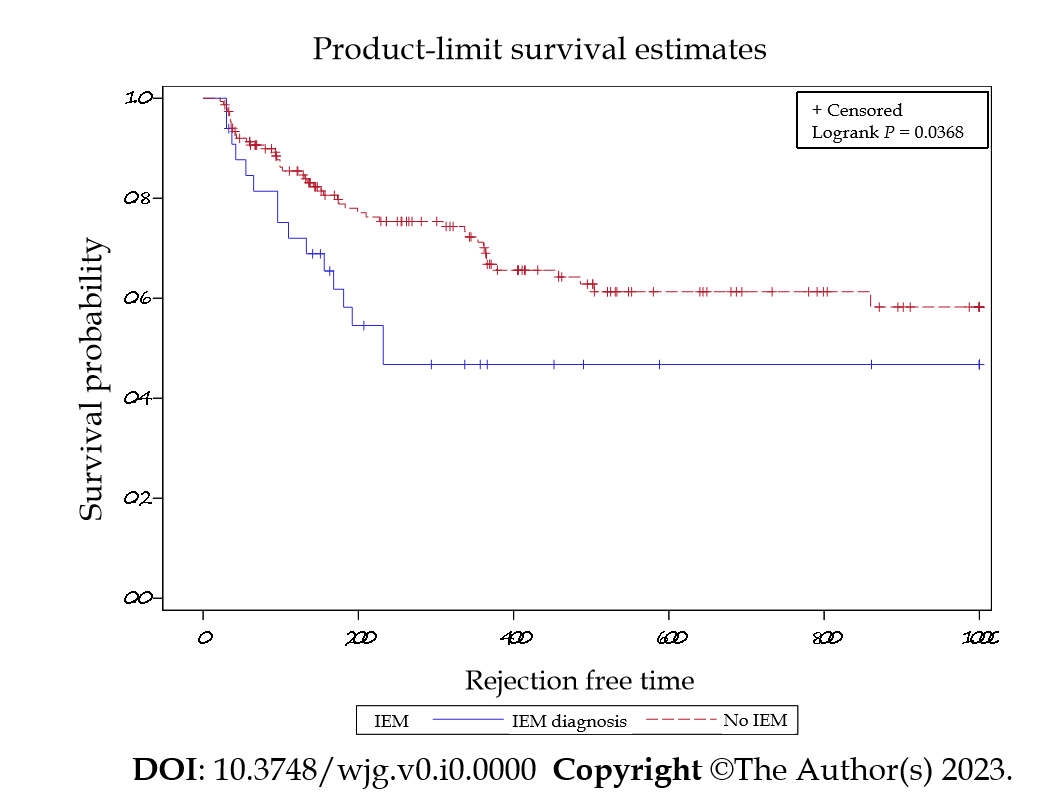 Product-limit survival estimates
+ Censored
Logrank P = 0.0368
1.0
0.8
0.6
0.4
0.2
0.0
Survival probability
0 200 400 600 800 1000
Rejection free time
IEM IEM diagnosis No IEM
DOI: 10.3748/wjg.v0.i0.0000 Copyright ©The Author(s) 2023.